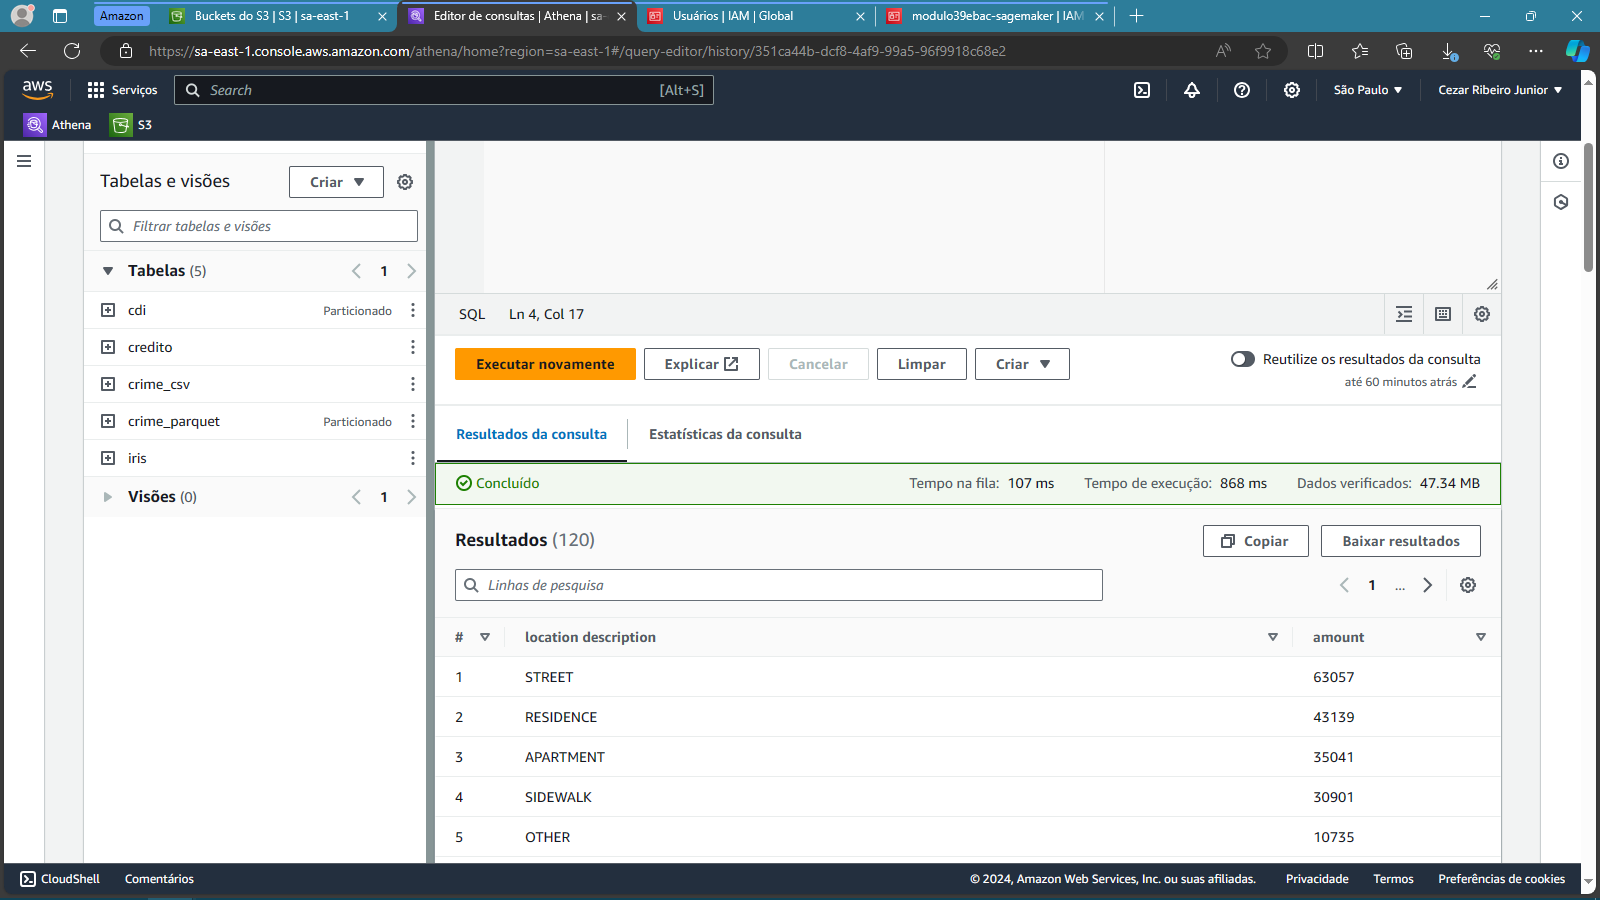 Amazon
Buckets do S3 | S3 | sa-east-1
Editor de consultas | Athena | sa-
Usuários | IAM | Global
modulo39ebac-sagemaker | IAM
https://sa-east-1.console.aws.amazon.com/athena/home?region=sa-east-1#/query-editor/history/351ca44b-dcf8-4af9-99a5-96f9918c68e2
aws
Serviços
Search
[Alt+S]
São Paulo
Cezar Ribeiro Junior
Athena
S3
Tabelas e visões
Criar
Filtrar tabelas e visões
Tabelas (5)
1
cdi
Particionado
credito
crime_csv
crime_parquet
Particionado
iris
Visões (0)
1
SQL
Ln 4, Col 17
Executar novamente
Explicar
Cancelar
Limpar
Criar
Reutilize os resultados da consulta
até 60 minutos atrás
Resultados da consulta
Estatísticas da consulta
Concluído
Tempo na fila: 107 ms
Tempo de execução: 868 ms
Dados verificados: 47.34 MB
Resultados (120)
Copiar
Baixar resultados
Linhas de pesquisa
1
...
#
location description
amount
1 STREET 63057
2 RESIDENCE 43139
3 APARTMENT 35041
4 SIDEWALK 30901
5 OTHER 10735
CloudShell
Comentários
© 2024, Amazon Web Services, Inc. ou suas afiliadas.
Privacidade
Termos
Preferências de cookies